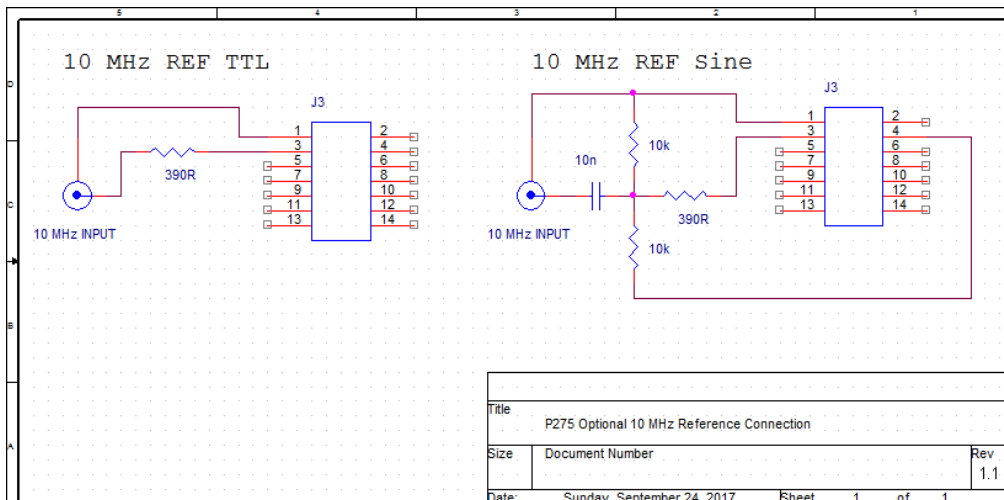 5 4 3 2 1
D
C
B
A
10 MHz REF TTL
J3
1 2
3 4
5 6
7 8
9 10
11 12
13 14
390R
10 MHz INPUT
10 MHz REF Sine
J3
1 2
3 4
5 6
7 8
9 10
11 12
13 14
10k
10n
390R
10k
10 MHz INPUT
Title
P275 Optional 10 MHz Reference Connection
Size Document Number Rev
1.1
Date: Sunday, September 24, 2017 Sheet 1 of 1